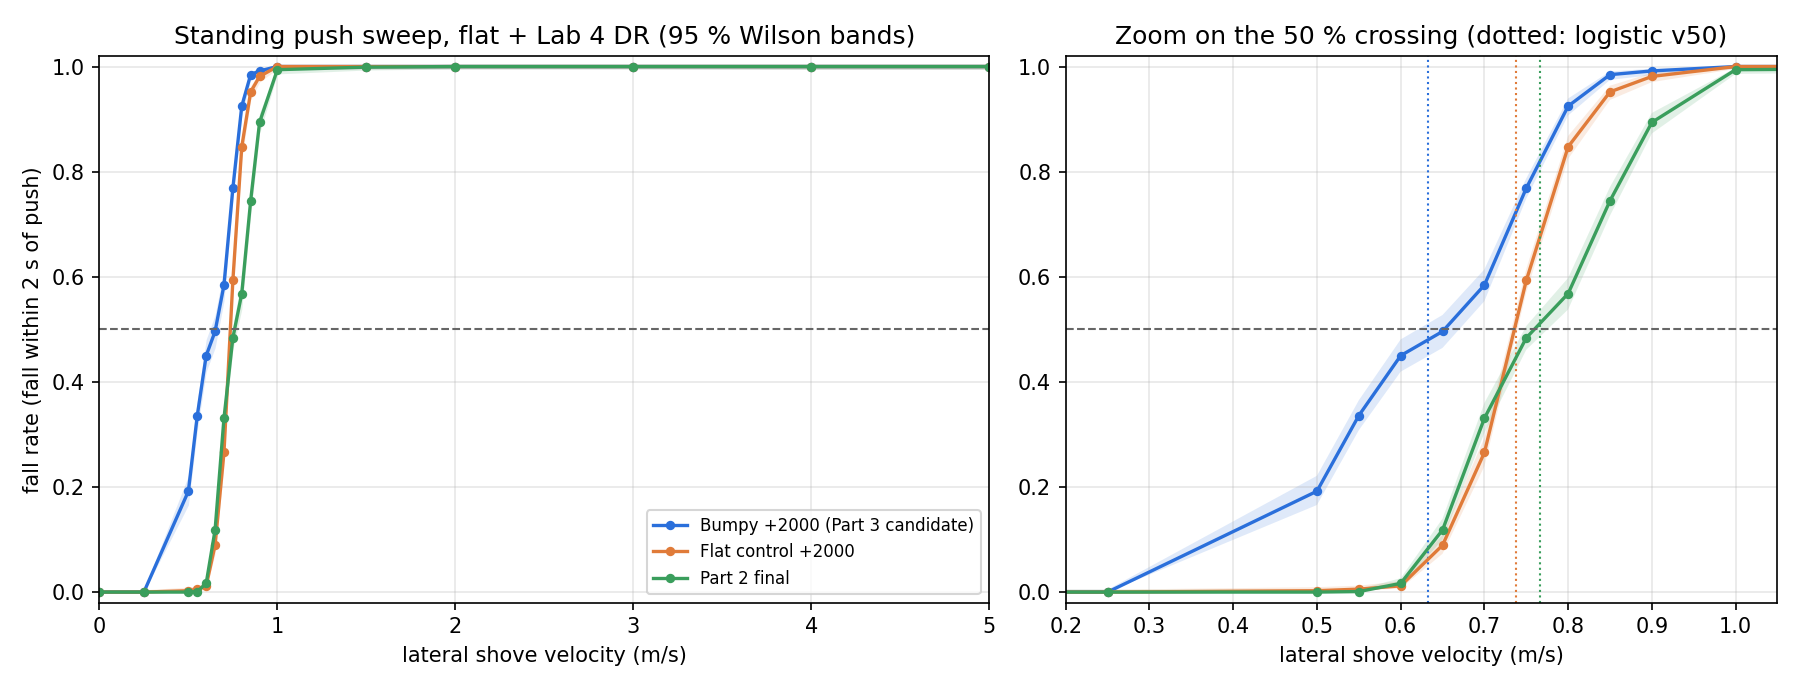 Standing push sweep, flat + Lab 4 DR (95 % Wilson bands)
fall rate (fall within 2 s of push)
1.0
0.8
0.6
0.4
0.2
0.0
0 1 2 3 4 5
lateral shove velocity (m/s)
Bumpy +2000 (Part 3 candidate)
Flat control +2000
Part 2 final
Zoom on the 50 % crossing (dotted: logistic v50)
1.0
0.8
0.6
0.4
0.2
0.0
0.2 0.3 0.4 0.5 0.6 0.7 0.8 0.9 1.0
lateral shove velocity (m/s)